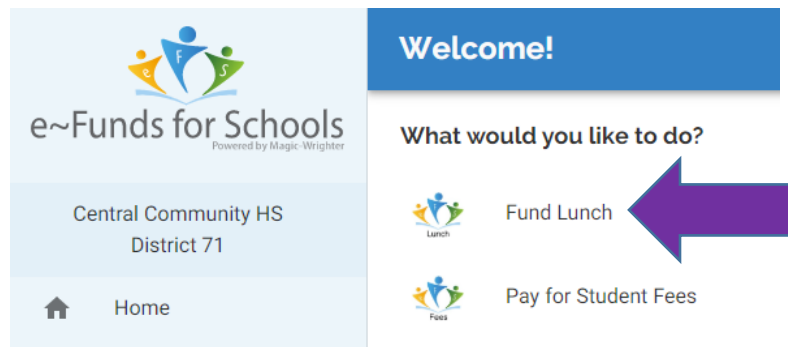 e F S
e~Funds for Schools
Powered by Magic-Wrighter
Central Community HS
District 71
Home
Welcome!
What would you like to do?
Lunch
Fund Lunch
Fees
Pay for Student Fees